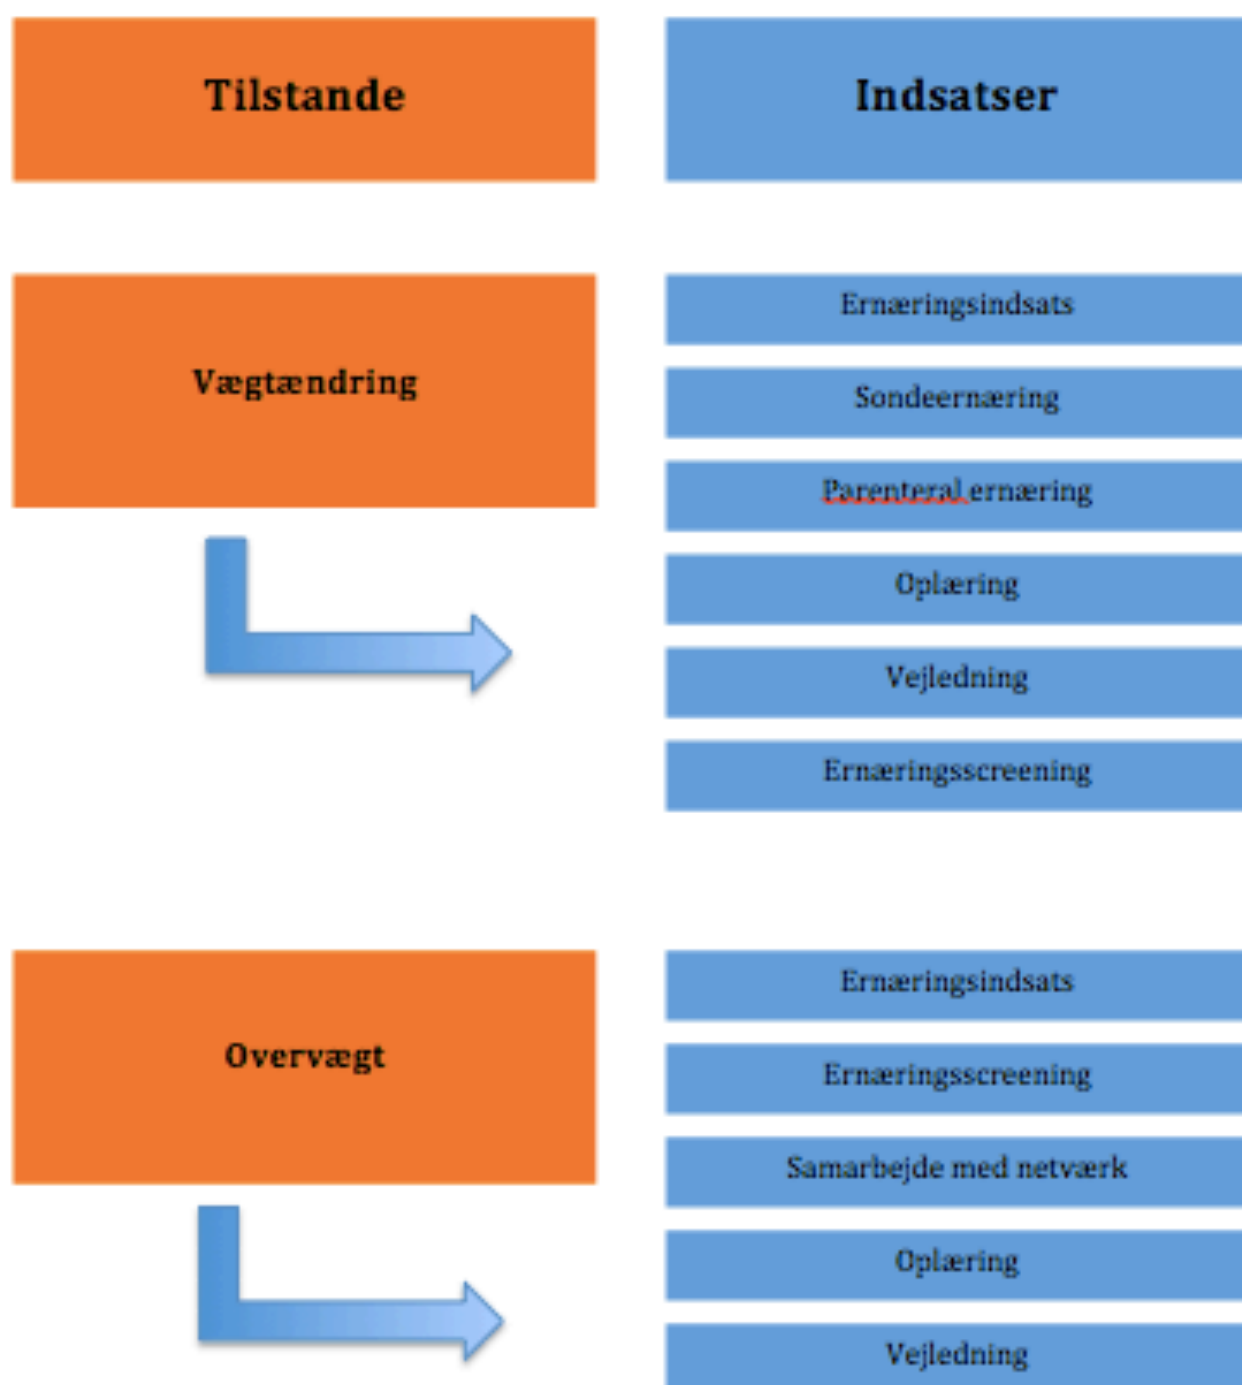 Tilstande
Indsatser
Vægtændring
Ernæringsindsats
Sondeernæring
Parenteral ernæring
Oplæring
Vejledning
Ernæringsscreening
Overvægt
Ernæringsindsats
Ernæringsscreening
Samarbejde med netværk
Oplæring
Vejledning